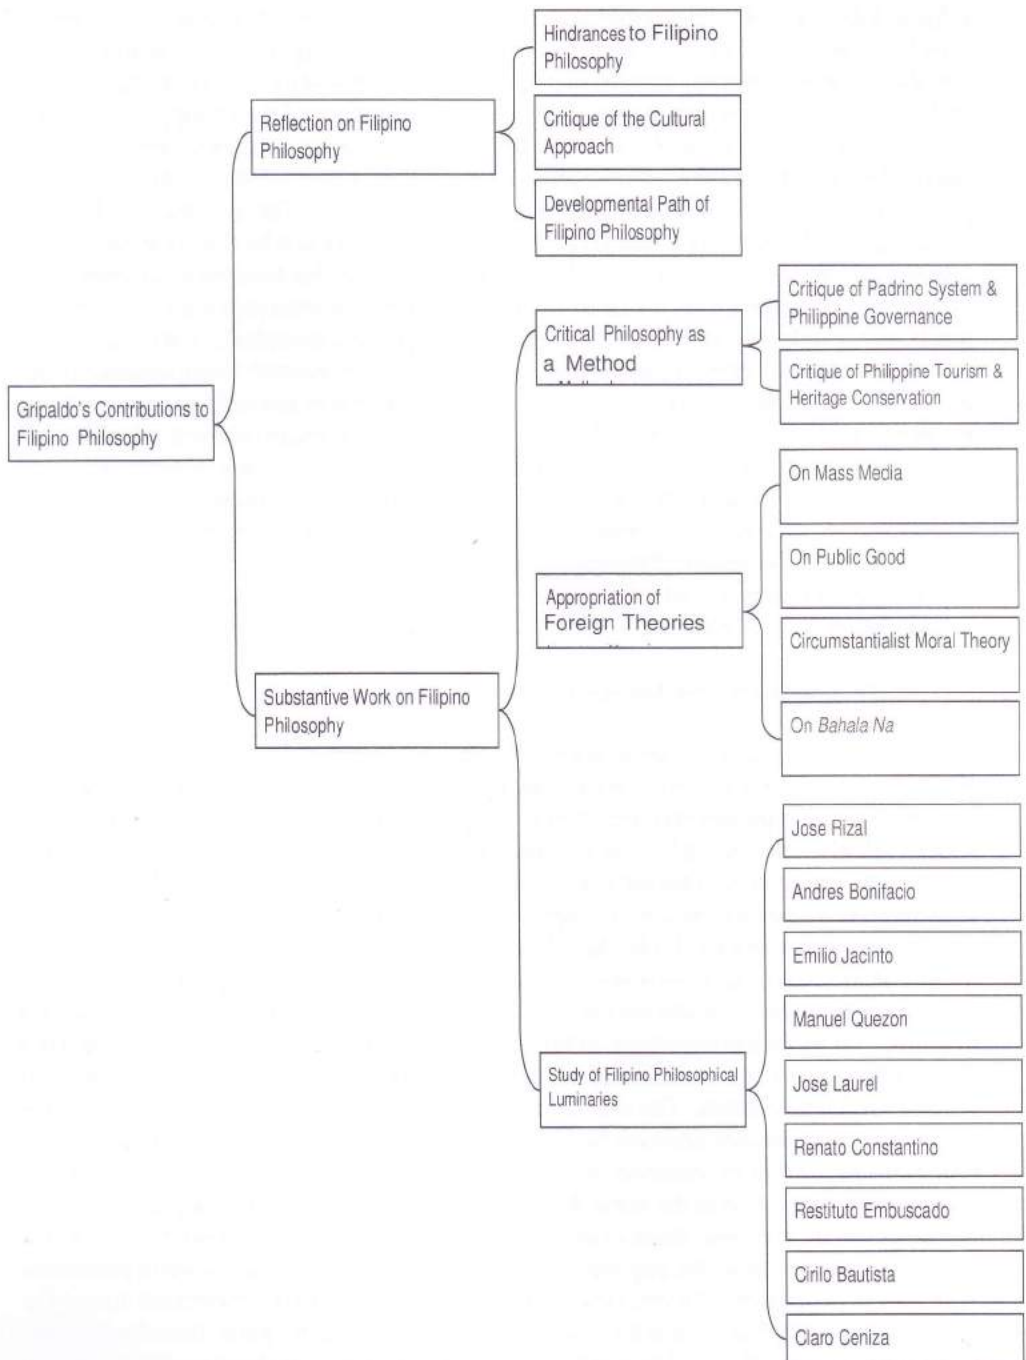 Hindrances to Filipino
Philosophy
Reflection on Filipino
Philosophy
Critique of the Cultural
Approach
Developmental Path of
Filipino Philosophy
Gripaldo's Contributions to
Filipino Philosophy
Critical Philosophy as
a Method
Critique of Padrino System &
Philippine Governance
Critique of Philippine Tourism &
Heritage Conservation
Appropriation of
Foreign Theories
On Mass Media
On Public Good
Circumstantialist Moral Theory
On Bahala Na
Substantive Work on Filipino
Philosophy
Study of Filipino Philosophical
Luminaries
Jose Rizal
Andres Bonifacio
Emilio Jacinto
Manuel Quezon
Jose Laurel
Renato Constantino
Restituto Embuscado
Cirilo Bautista
Claro Ceniza